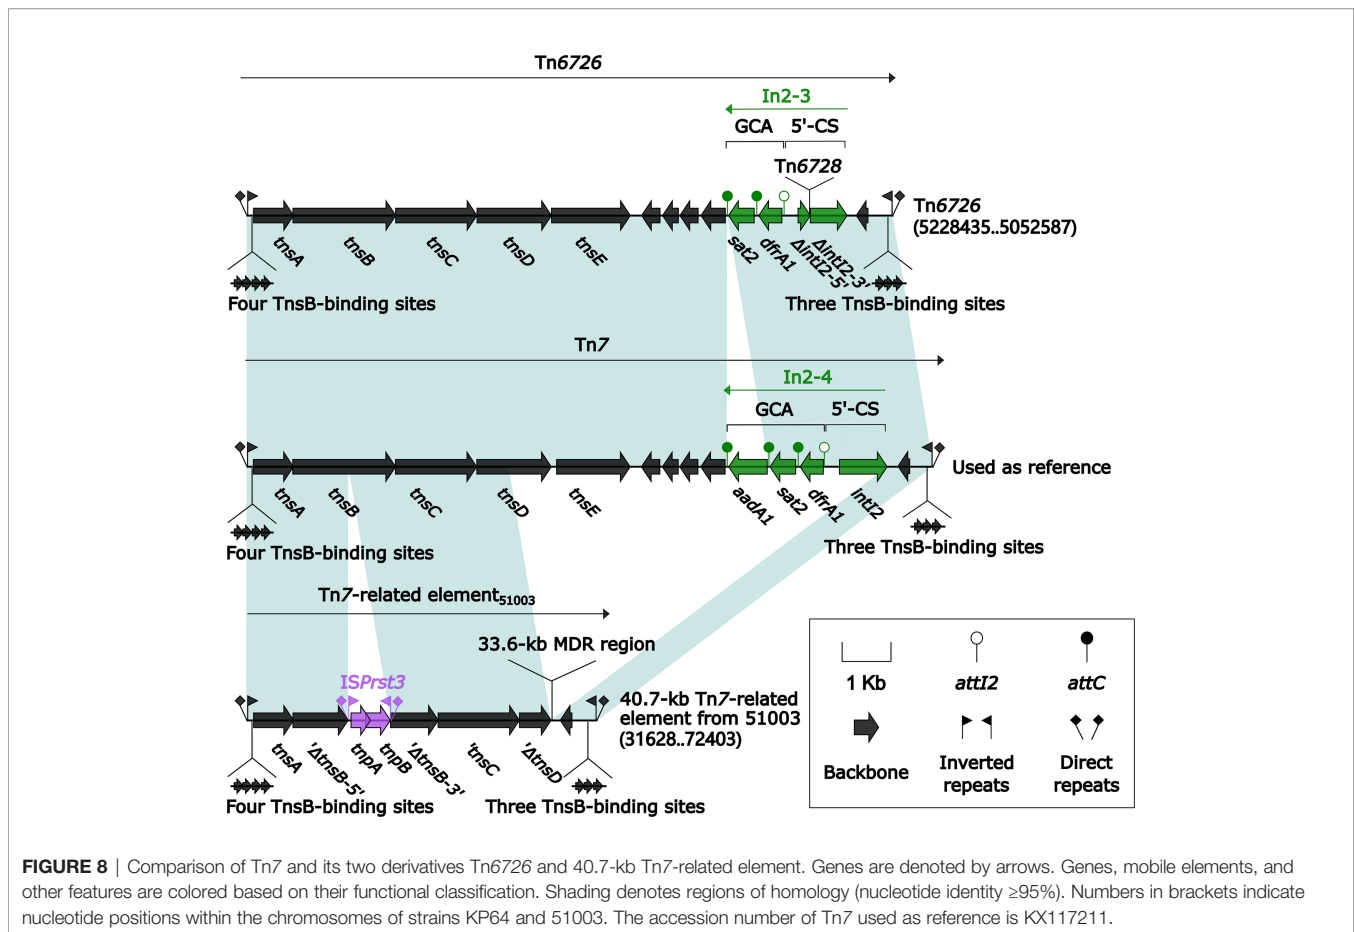 Tn6726
In2-3
GCA 5'-CS
Tn6728
Tn6726
(5228435..5052587)
tnsA tnsB tnsC tnsD tnsE sat2 dfrA1 ΔintI2-5' ΔintI2-3'
Four TnsB-binding sites Three TnsB-binding sites
Tn7
In2-4
GCA 5'-CS
Used as reference
tnsA tnsB tnsC tnsD tnsE aadA1 sat2 dfrA1 intI2
Four TnsB-binding sites Three TnsB-binding sites
Tn7-related element51003
33.6-kb MDR region
ISPrst3
40.7-kb Tn7-related
element from 51003
(31628..72403)
tnsA 'ΔtnsB-5' tnpA tnpB 'ΔtnsB-3' 'tnsC 'ΔtnsD
Four TnsB-binding sites Three TnsB-binding sites
1 Kb attI2 attC
Backbone Inverted repeats Direct repeats
FIGURE 8 | Comparison of Tn7 and its two derivatives Tn6726 and 40.7-kb Tn7-related element. Genes are denoted by arrows. Genes, mobile elements, and
other features are colored based on their functional classification. Shading denotes regions of homology (nucleotide identity ≥95%). Numbers in brackets indicate
nucleotide positions within the chromosomes of strains KP64 and 51003. The accession number of Tn7 used as reference is KX117211.